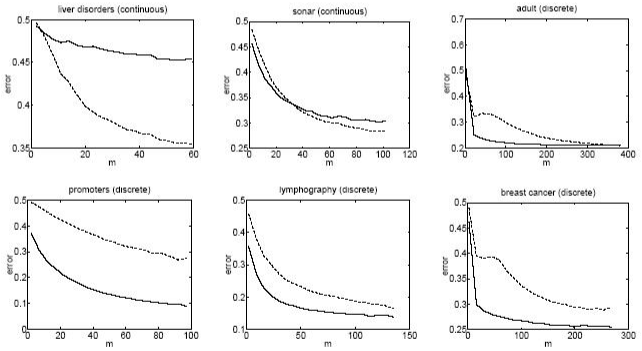 liver disorders (continuous)
0.5
0.45
0.4
0.35
error
0 20 40 60
m
sonar (continuous)
0.5
0.45
0.4
0.35
0.3
0.25
error
0 20 40 60 80 100 120
m
adult (discrete)
0.7
0.6
0.5
0.4
0.3
0.2
error
0 100 200 300 400
m
promoters (discrete)
0.5
0.4
0.3
0.2
0.1
0
error
0 20 40 60 80 100
m
lymphography (discrete)
0.5
0.4
0.3
0.2
0.1
error
0 50 100 150
m
breast cancer (discrete)
0.5
0.45
0.4
0.35
0.3
0.25
error
0 100 200 300
m